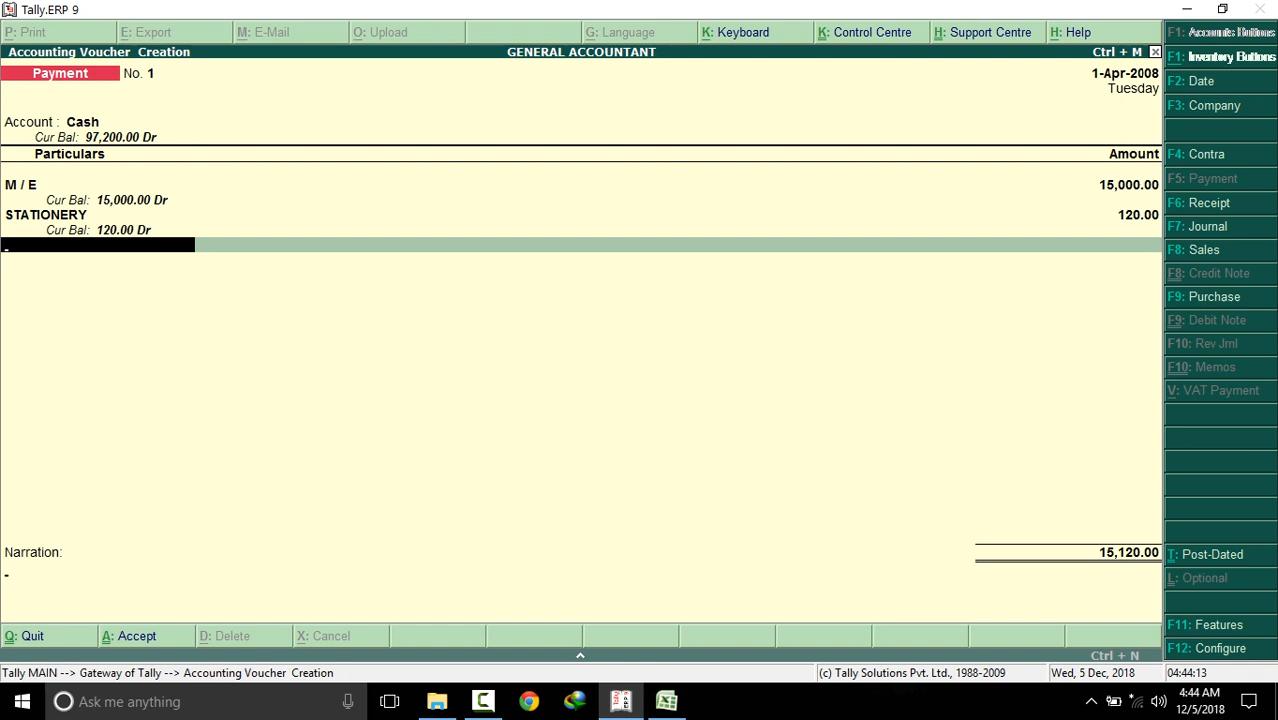 Tally.ERP 9
P: Print E: Export M: E-Mail O: Upload G: Language K: Keyboard K: Control Centre H: Support Centre H: Help
Accounting Voucher Creation GENERAL ACCOUNTANT Ctrl + M
Payment No. 1 1-Apr-2008
Tuesday
Account : Cash
Cur Bal: 97,200.00 Dr
Particulars Amount
M / E 15,000.00
Cur Bal: 15,000.00 Dr
STATIONERY 120.00
Cur Bal: 120.00 Dr
Narration: 15,120.00
Q: Quit A: Accept D: Delete X: Cancel
Ctrl + N
F1: Accounts Buttons
F1: Inventory Buttons
F2: Date
F3: Company
F4: Contra
F5: Payment
F6: Receipt
F7: Journal
F8: Sales
F8: Credit Note
F9: Purchase
F9: Debit Note
F10: Rev Jrnl
F10: Memos
V: VAT Payment
T: Post-Dated
L: Optional
F11: Features
F12: Configure
Tally MAIN --> Gateway of Tally --> Accounting Voucher Creation (c) Tally Solutions Pvt. Ltd., 1988-2009 Wed, 5 Dec, 2018 04:44:13
Ask me anything 4:44 AM
12/5/2018